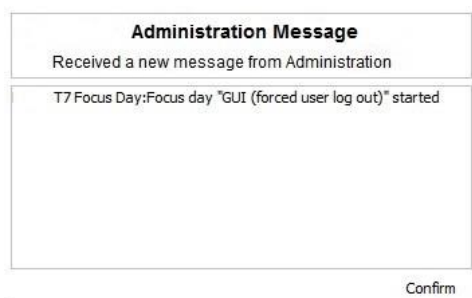 Administration Message
Received a new message from Administration
T7 Focus Day:Focus day "GUI (forced user log out)" started
Confirm